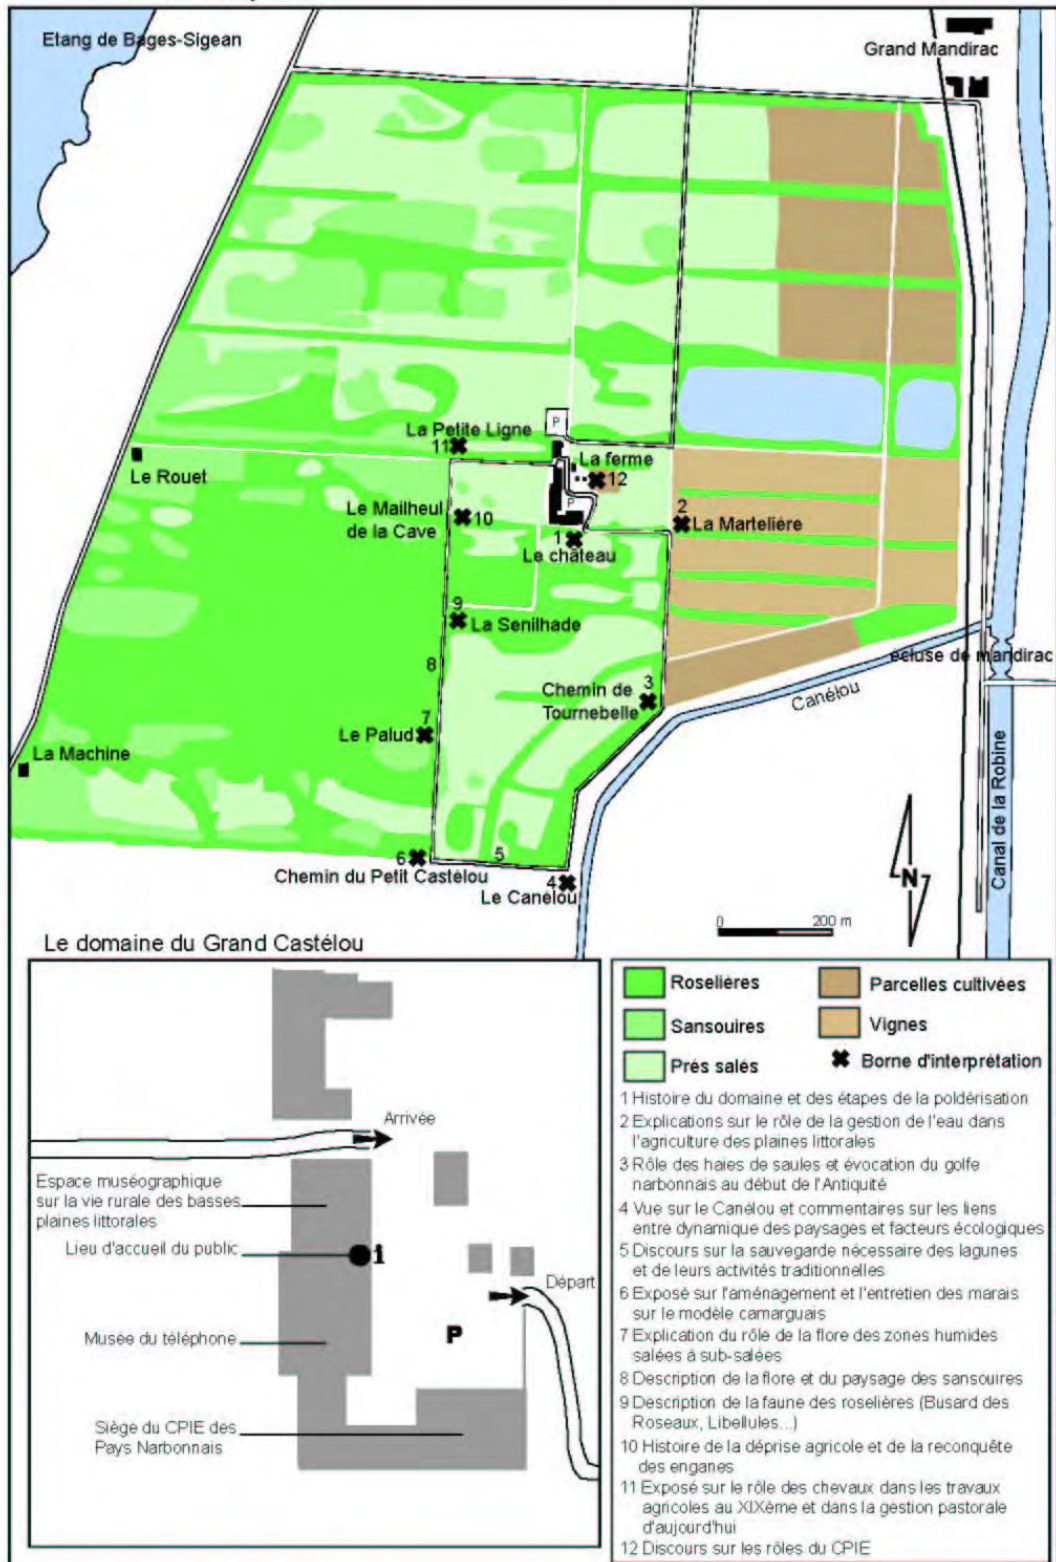 Etang de Bages-Sigean
Grand Mandirac
P
La Petite Ligne
11
La ferme
12
Le Rouet
Le Mailheul
de la Cave
10
P
2
La Martelière
1
Le château
9
La Senilhade
8
écluse de mandirac
Chemin de
Tournebelle
3
Canélou
7
Le Palud
La Machine
Canal de la Robine
6
5
Chemin du Petit Castélou
4
Le Canélou
N
0 200 m
Le domaine du Grand Castélou
Arrivée
Espace muséographique
sur la vie rurale des basses
plaines littorales
Lieu d'accueil du public
i
Départ
Musée du téléphone
P
Siège du CPIE des
Pays Narbonnais
Roselières
Parcelles cultivées
Sansouires
Vignes
Prés salés
Borne d'interprétation
1 Histoire du domaine et des étapes de la poldérisation
2 Explications sur le rôle de la gestion de l'eau dans
l'agriculture des plaines littorales
3 Rôle des haies de saules et évocation du golfe
narbonnais au début de l'Antiquité
4 Vue sur le Canélou et commentaires sur les liens
entre dynamique des paysages et facteurs écologiques
5 Discours sur la sauvegarde nécessaire des lagunes
et de leurs activités traditionnelles
6 Exposé sur l'aménagement et l'entretien des marais
sur le modèle camarguais
7 Explication du rôle de la flore des zones humides
salées à sub-salées
8 Description de la flore et du paysage des sansouires
9 Description de la faune des roselières (Busard des
Roseaux, Libellules...)
10 Histoire de la déprise agricole et de la reconquête
des enganes
11 Exposé sur le rôle des chevaux dans les travaux
agricoles au XIXème et dans la gestion pastorale
d'aujourd'hui
12 Discours sur les rôles du CPIE